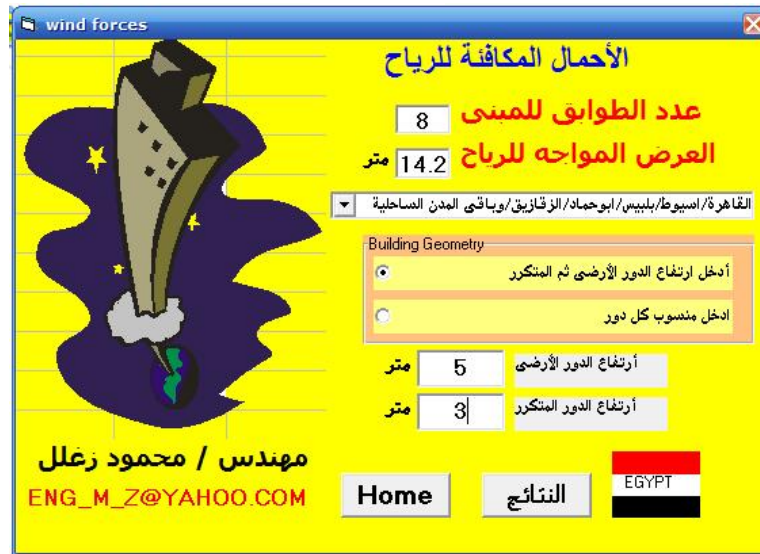 wind forces
الأحمال المكافئة للرياح
عدد الطوابق للمبنى 8
العرض المواجه للرياح 14.2 متر
القاهرة/اسيوط/بلبيس/ابوحماد/الزقازيق/وباقى المدن الساحلية
Building Geometry
أدخل ارتفاع الدور الأرضى ثم المتكرر
ادخل منسوب كل دور
أرتفاع الدور الأرضى 5 متر
أرتفاع الدور المتكرر 3 متر
مهندس / محمود زغلل
ENG_M_Z@YAHOO.COM
Home
النتائج
EGYPT